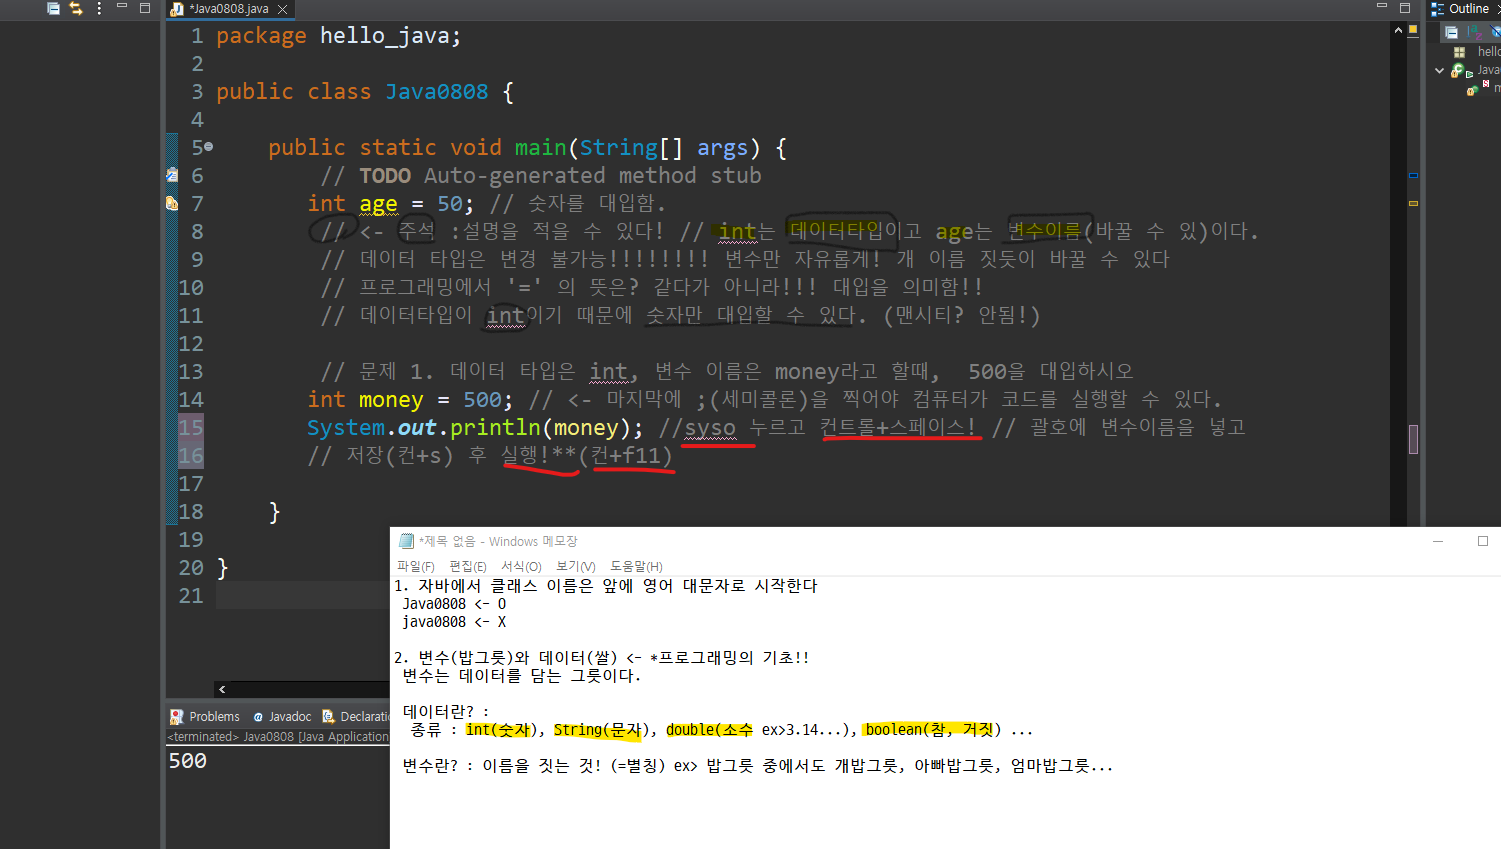 *Java0808.java
Outline
1 package hello_java;
2
3 public class Java0808 {
4
5 public static void main(String[] args) {
6 // TODO Auto-generated method stub
7 int age = 50; // 숫자를 대입함.
8 // <- 주석 :설명을 적을 수 있다! // int는 데이터타입이고 age는 변수이름(바꿀 수 있)이다.
9 // 데이터 타입은 변경 불가능!!!!!!!! 변수만 자유롭게! 개 이름 짓듯이 바꿀 수 있다
10 // 프로그래밍에서 '=' 의 뜻은? 같다가 아니라!!! 대입을 의미함!!
11 // 데이터타입이 int이기 때문에 숫자만 대입할 수 있다. (맨시티? 안됨!)
12
13 // 문제 1. 데이터 타입은 int, 변수 이름은 money라고 할때, 500을 대입하시오
14 int money = 500; // <- 마지막에 ;(세미콜론)을 찍어야 컴퓨터가 코드를 실행할 수 있다.
15 System.out.println(money); //syso 누르고 컨트롤+스페이스! // 괄호에 변수이름을 넣고
16 // 저장(컨+s) 후 실행!**(컨+f11)
17
18 }
19
20 }
21
hello
Java
m
*제목 없음 - Windows 메모장
파일(F) 편집(E) 서식(O) 보기(V) 도움말(H)
1. 자바에서 클래스 이름은 앞에 영어 대문자로 시작한다
Java0808 <- O
java0808 <- X
2. 변수(밥그릇)와 데이터(쌀) <- *프로그래밍의 기초!!
변수는 데이터를 담는 그릇이다.
데이터란? :
종류 : int(숫자), String(문자), double(소수 ex>3.14...), boolean(참, 거짓) ...
변수란? : 이름을 짓는 것! (=별칭) ex> 밥그릇 중에서도 개밥그릇, 아빠밥그릇, 엄마밥그릇...
Problems @ Javadoc Declarati
<terminated> Java0808 [Java Application
500